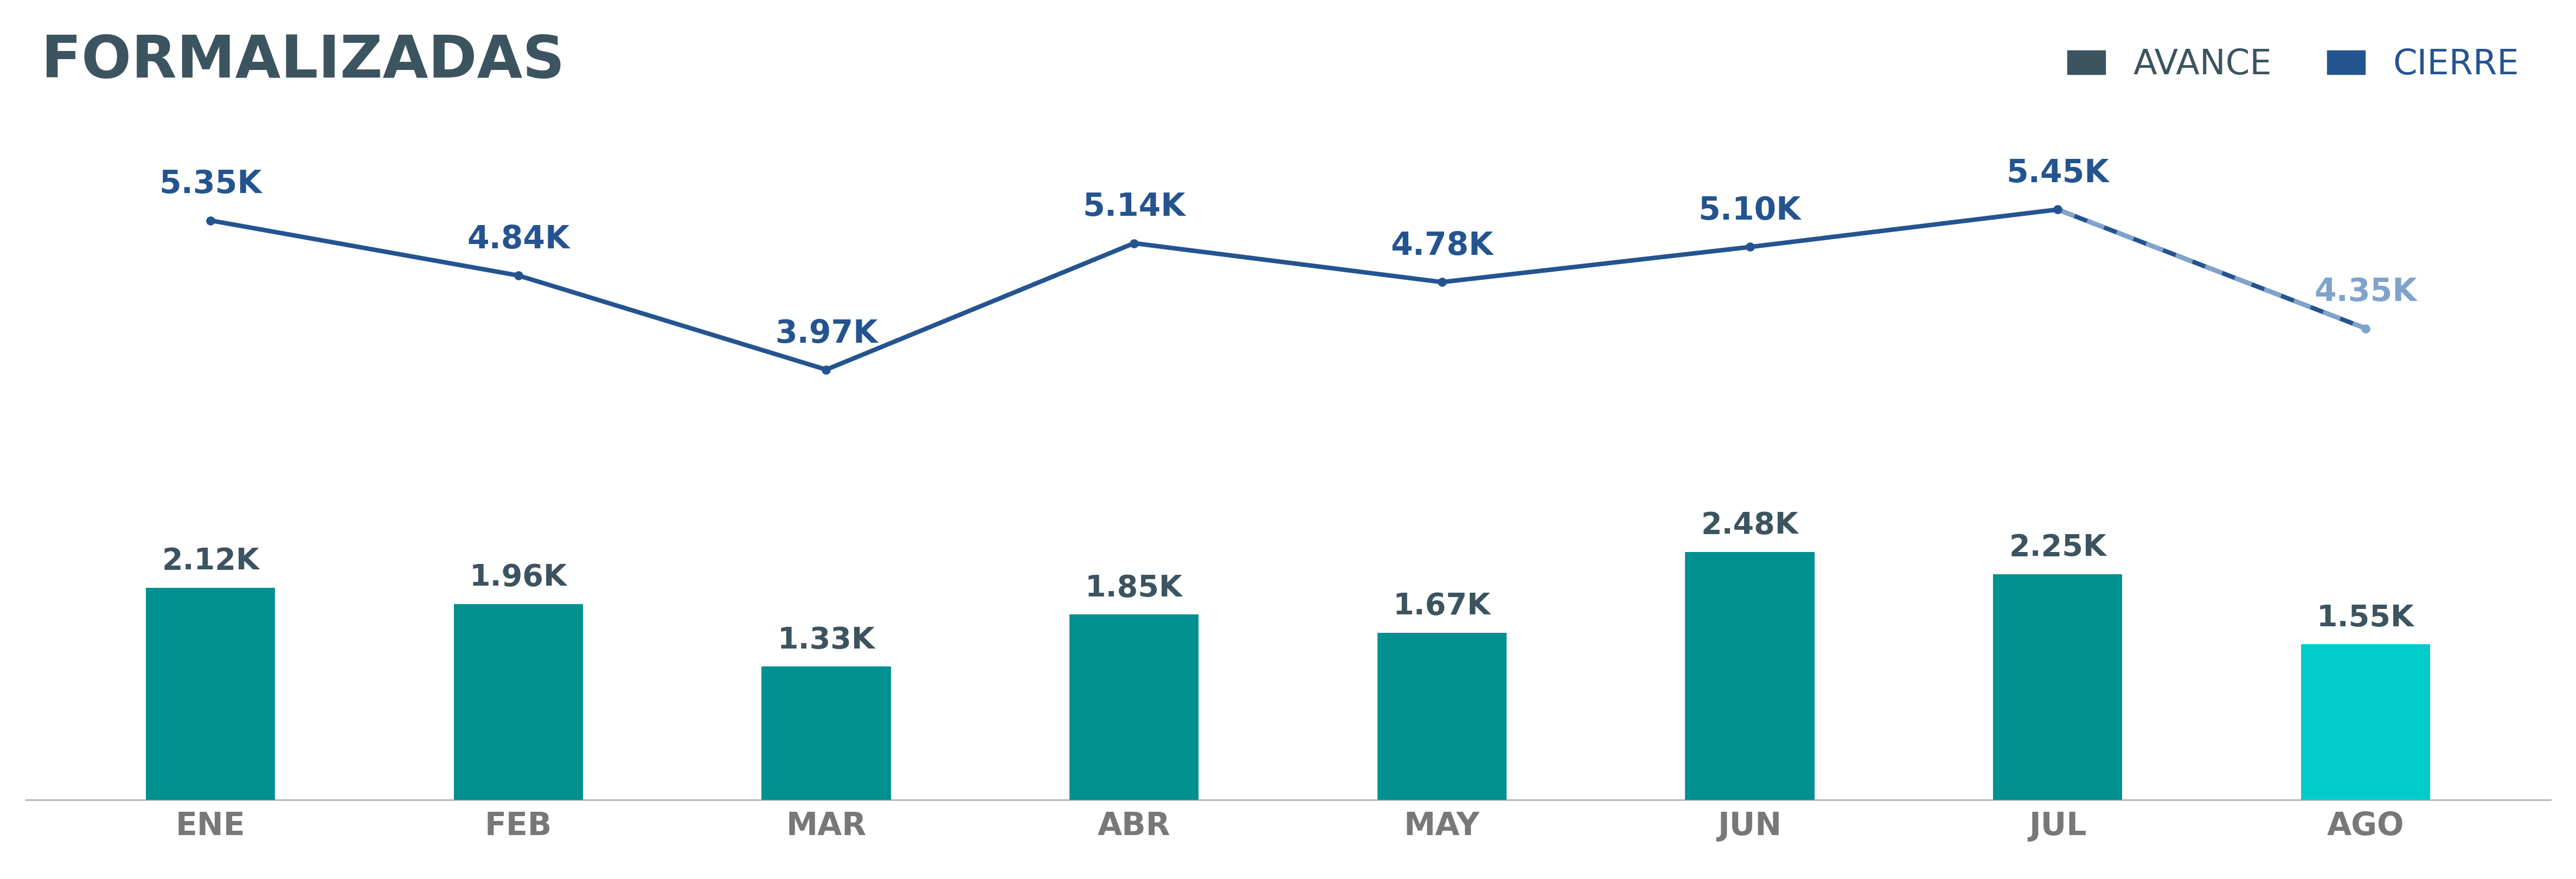 FORMALIZADAS
AVANCE CIERRE
5.35K 4.84K 3.97K 5.14K 4.78K 5.10K 5.45K 4.35K
2.12K 1.96K 1.33K 1.85K 1.67K 2.48K 2.25K 1.55K
ENE FEB MAR ABR MAY JUN JUL AGO